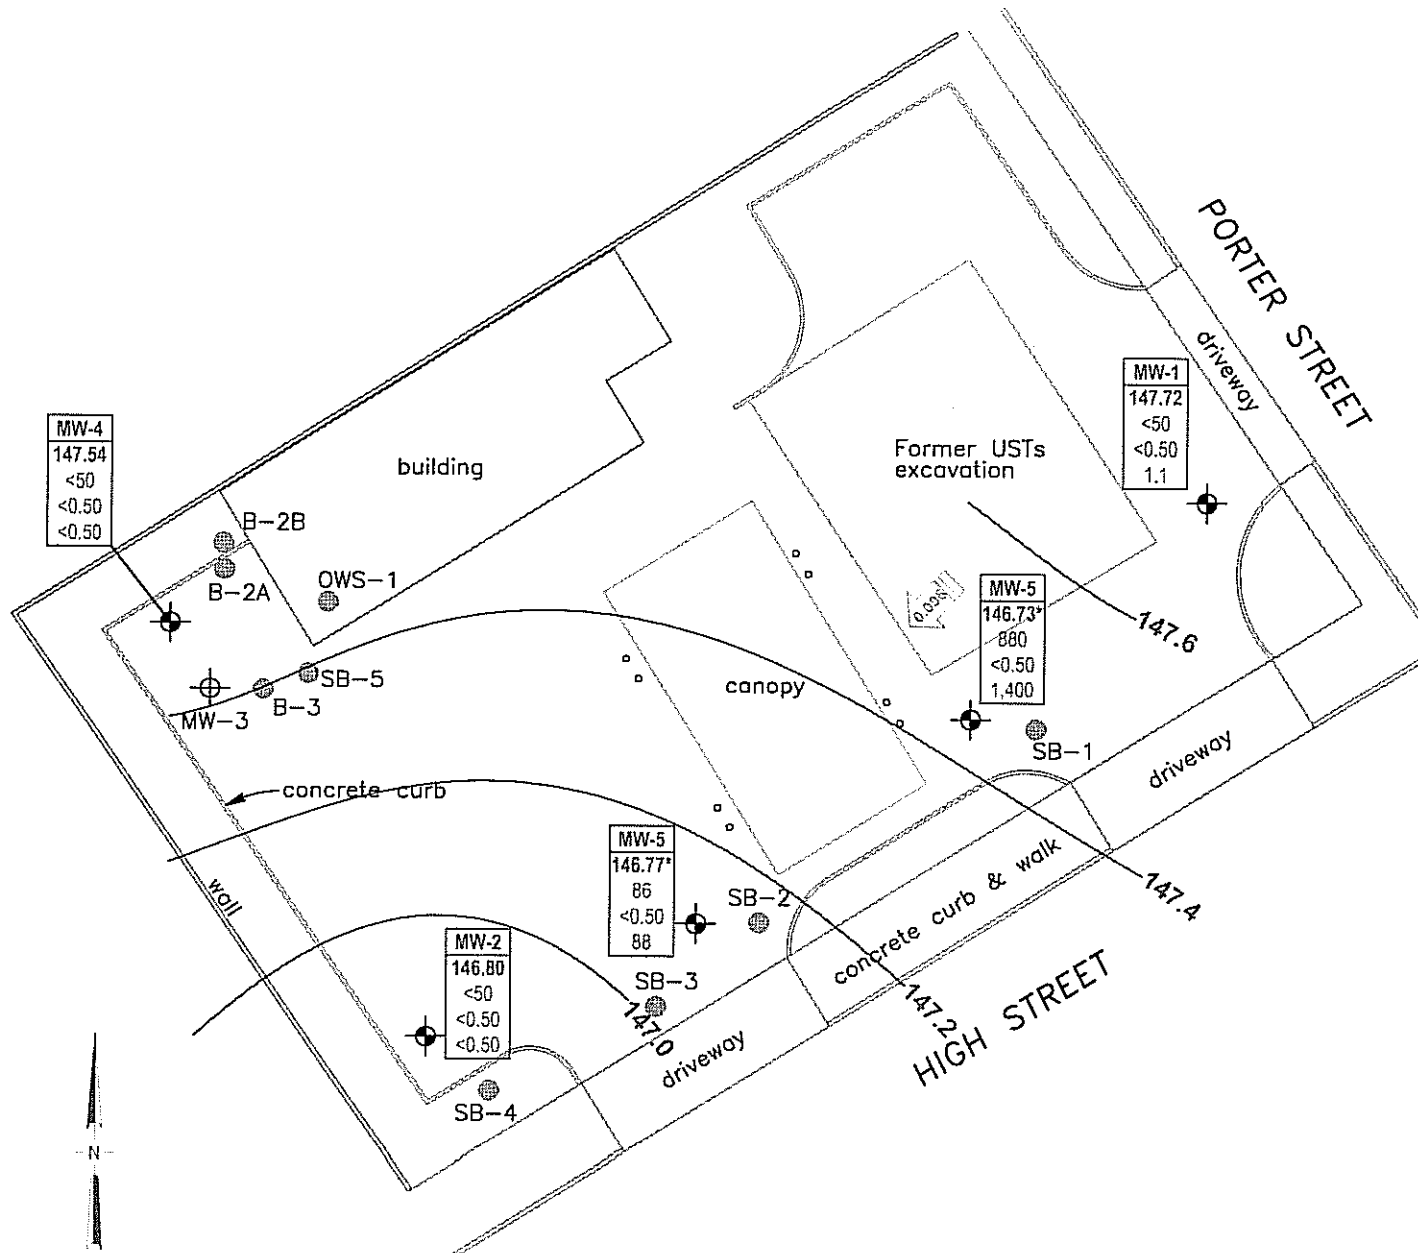 PORTER STREET
driveway
MW-1
147.72
<50
<0.50
1.1
MW-4
147.54
<50
<0.50
<0.50
building
Former USTs
excavation
B-2B
B-2A
OWS-1
MW-5
146.73*
880
<0.50
1,400
147.6
SB-5
B-3
MW-3
canopy
SB-1
driveway
concrete curb
MW-5
146.77*
86
<0.50
88
SB-2
concrete curb & walk
147.4
wall
MW-2
146.80
<50
<0.50
<0.50
SB-3
147.0
147.2
HIGH STREET
driveway
SB-4
N